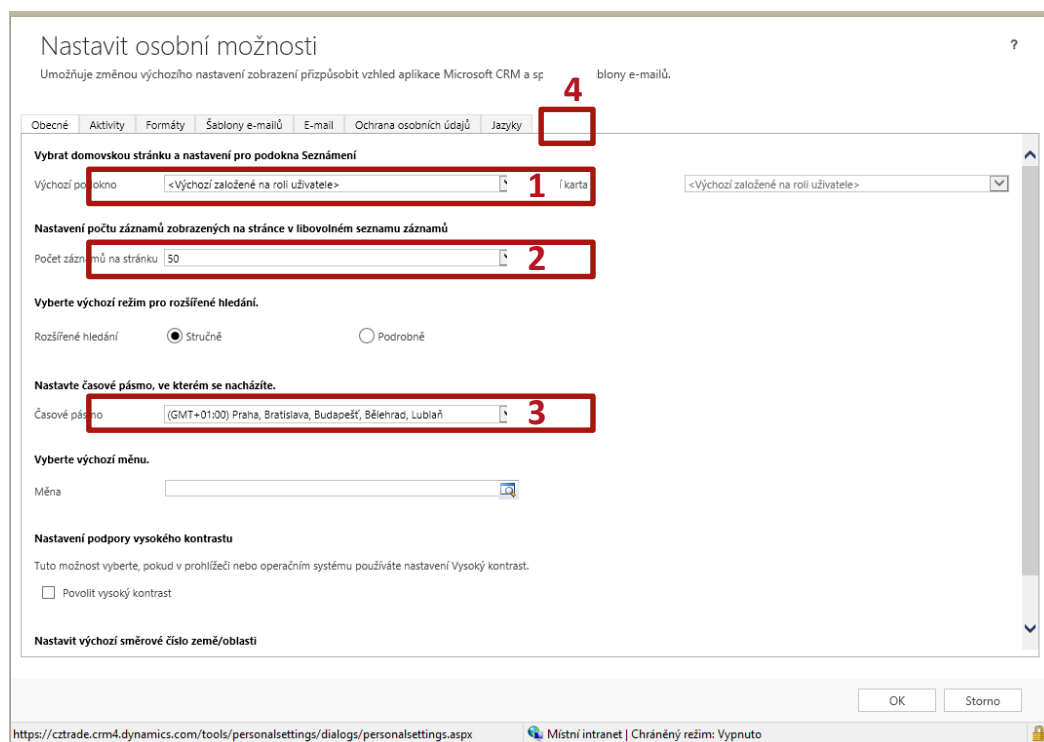 Nastavit osobní možnosti ?
Umožňuje změnou výchozího nastavení zobrazení přizpůsobit vzhled aplikace Microsoft CRM a sp blony e-mailů.
4
Obecné Aktivity Formáty Šablony e-mailů E-mail Ochrana osobních údajů Jazyky
Vybrat domovskou stránku a nastavení pro podokna Seznámení
Výchozí podokno <Výchozí založené na roli uživatele> 1 í karta <Výchozí založené na roli uživatele>
Nastavení počtu záznamů zobrazených na stránce v libovolném seznamu záznamů
Počet záznamů na stránku 50 2
Vyberte výchozí režim pro rozšířené hledání.
Rozšířené hledání Stručně Podrobně
Nastavte časové pásmo, ve kterém se nacházíte.
Časové pásmo (GMT+01:00) Praha, Bratislava, Budapešť, Bělehrad, Lublaň 3
Vyberte výchozí měnu.
Měna
Nastavení podpory vysokého kontrastu
Tuto možnost vyberte, pokud v prohlížeči nebo operačním systému používáte nastavení Vysoký kontrast.
Povolit vysoký kontrast
Nastavit výchozí směrové číslo země/oblasti
OK Storno
https://cztrade.crm4.dynamics.com/tools/personalsettings/dialogs/personalsettings.aspx Místní intranet | Chráněný režim: Vypnuto